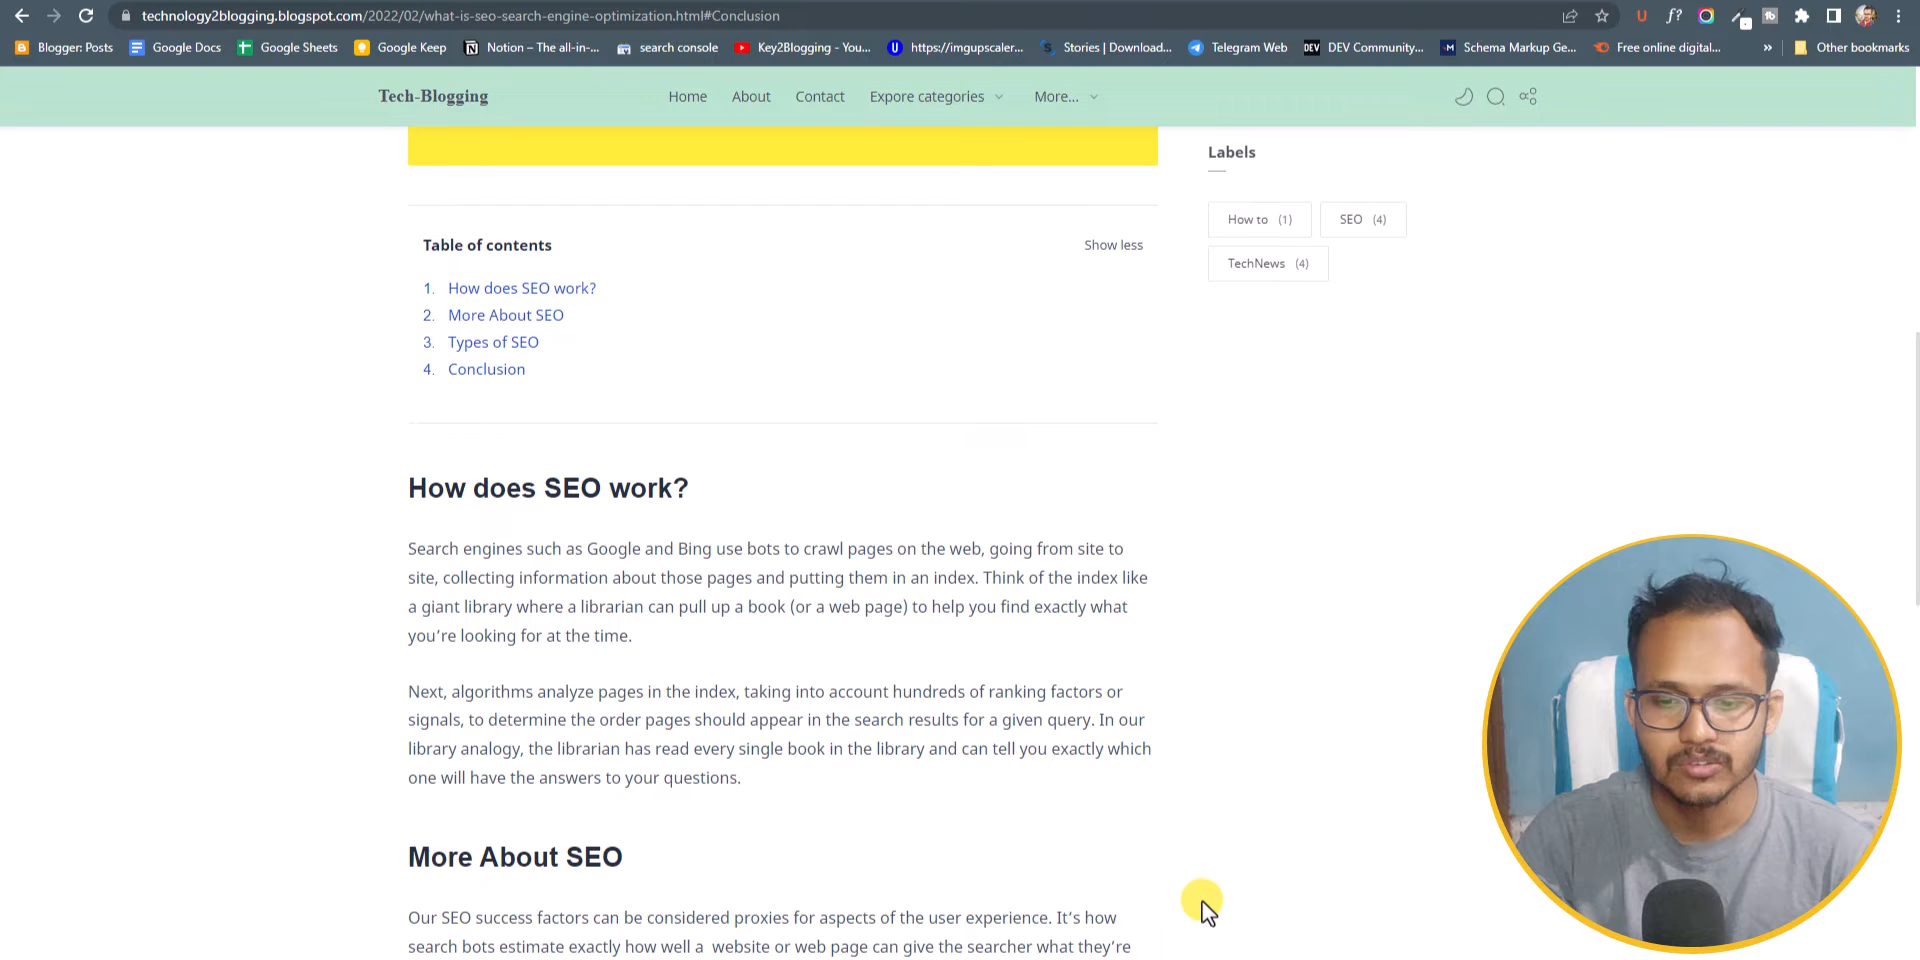 technology2blogging.blogspot.com/2022/02/what-is-seo-search-engine-optimization.html#Conclusion
Blogger: Posts Google Docs Google Sheets Google Keep Notion – The all-in-... search console Key2Blogging - You... https://imgupscaler... Stories | Download... Telegram Web DEV Community... Schema Markup Ge... Free online digital... » Other bookmarks
Tech-Blogging Home About Contact Expore categories More...
Labels
How to (1) SEO (4)
TechNews (4)
Table of contents Show less
1. How does SEO work?
2. More About SEO
3. Types of SEO
4. Conclusion
How does SEO work?
Search engines such as Google and Bing use bots to crawl pages on the web, going from site to
site, collecting information about those pages and putting them in an index. Think of the index like
a giant library where a librarian can pull up a book (or a web page) to help you find exactly what
you’re looking for at the time.
Next, algorithms analyze pages in the index, taking into account hundreds of ranking factors or
signals, to determine the order pages should appear in the search results for a given query. In our
library analogy, the librarian has read every single book in the library and can tell you exactly which
one will have the answers to your questions.
More About SEO
Our SEO success factors can be considered proxies for aspects of the user experience. It’s how
search bots estimate exactly how well a website or web page can give the searcher what they’re